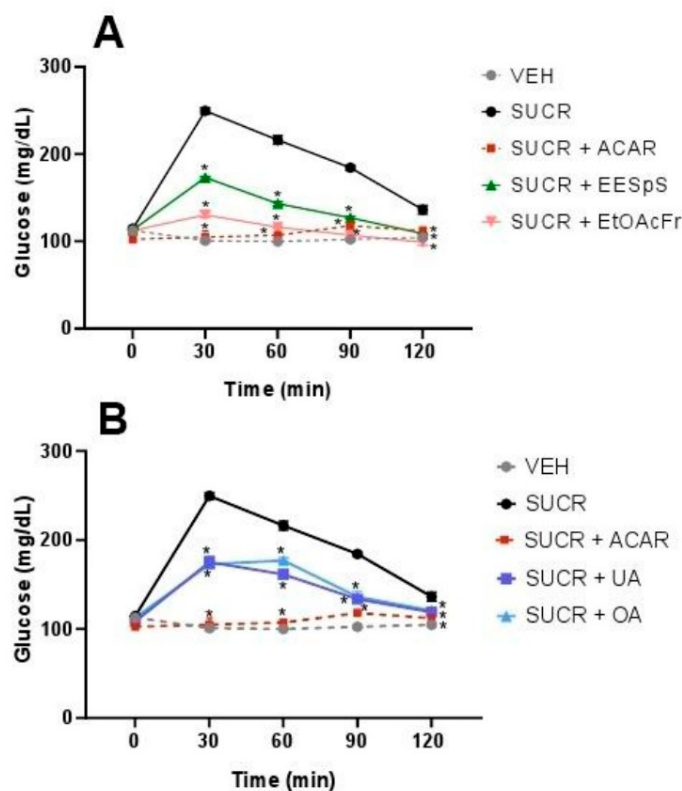 A
Glucose (mg/dL)
300
200
100
0
0 30 60 90 120
Time (min)
VEH
SUCR
SUCR + ACAR
SUCR + EESpS
SUCR + EtOAcFr
* * * *
* * * *
* * * *
B
Glucose (mg/dL)
300
200
100
0
0 30 60 90 120
Time (min)
VEH
SUCR
SUCR + ACAR
SUCR + UA
SUCR + OA
* * * *
* * * *
* * * *